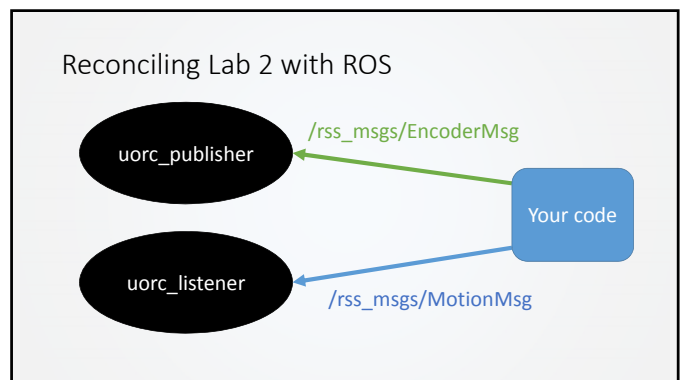 Reconciling Lab 2 with ROS
/rss_msgs/EncoderMsg
uorc_publisher
Your code
uorc_listener
/rss_msgs/MotionMsg